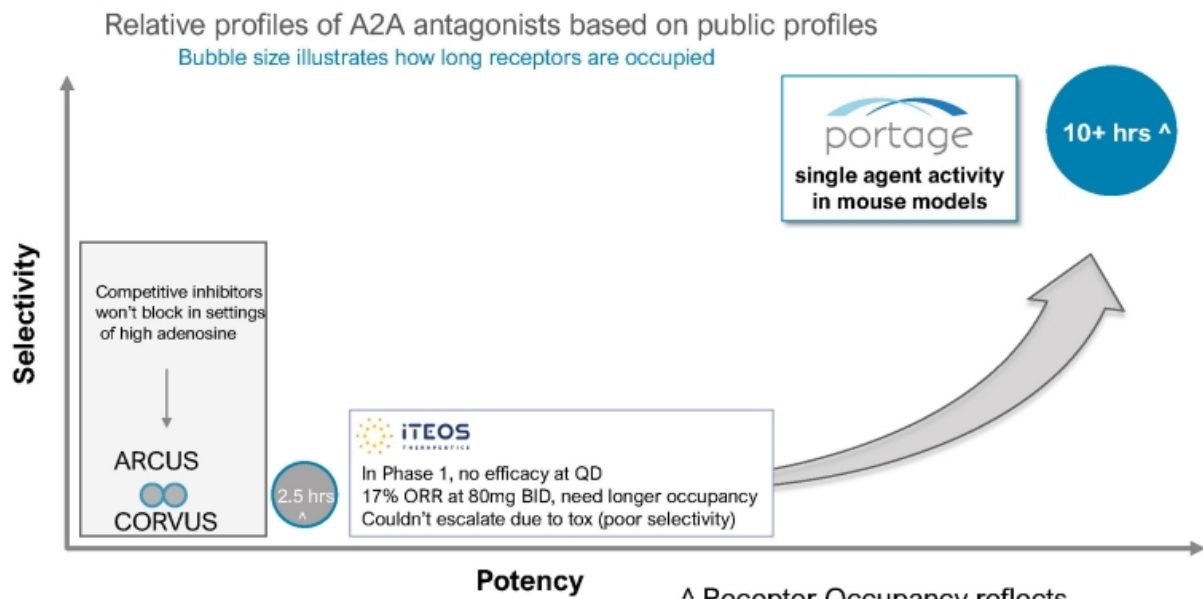 Relative profiles of A2A antagonists based on public profiles
Bubble size illustrates how long receptors are occupied
portage
single agent activity
in mouse models
10+ hrs ^
Selectivity
Competitive inhibitors
won't block in settings
of high adenosine
ARCUS
CORVUS
2.5 hrs
^
iTEOS
THERAPEUTICS
In Phase 1, no efficacy at QD
17% ORR at 80mg BID, need longer occupancy
Couldn't escalate due to tox (poor selectivity)
Potency
^ Receptor Occupancy reflects